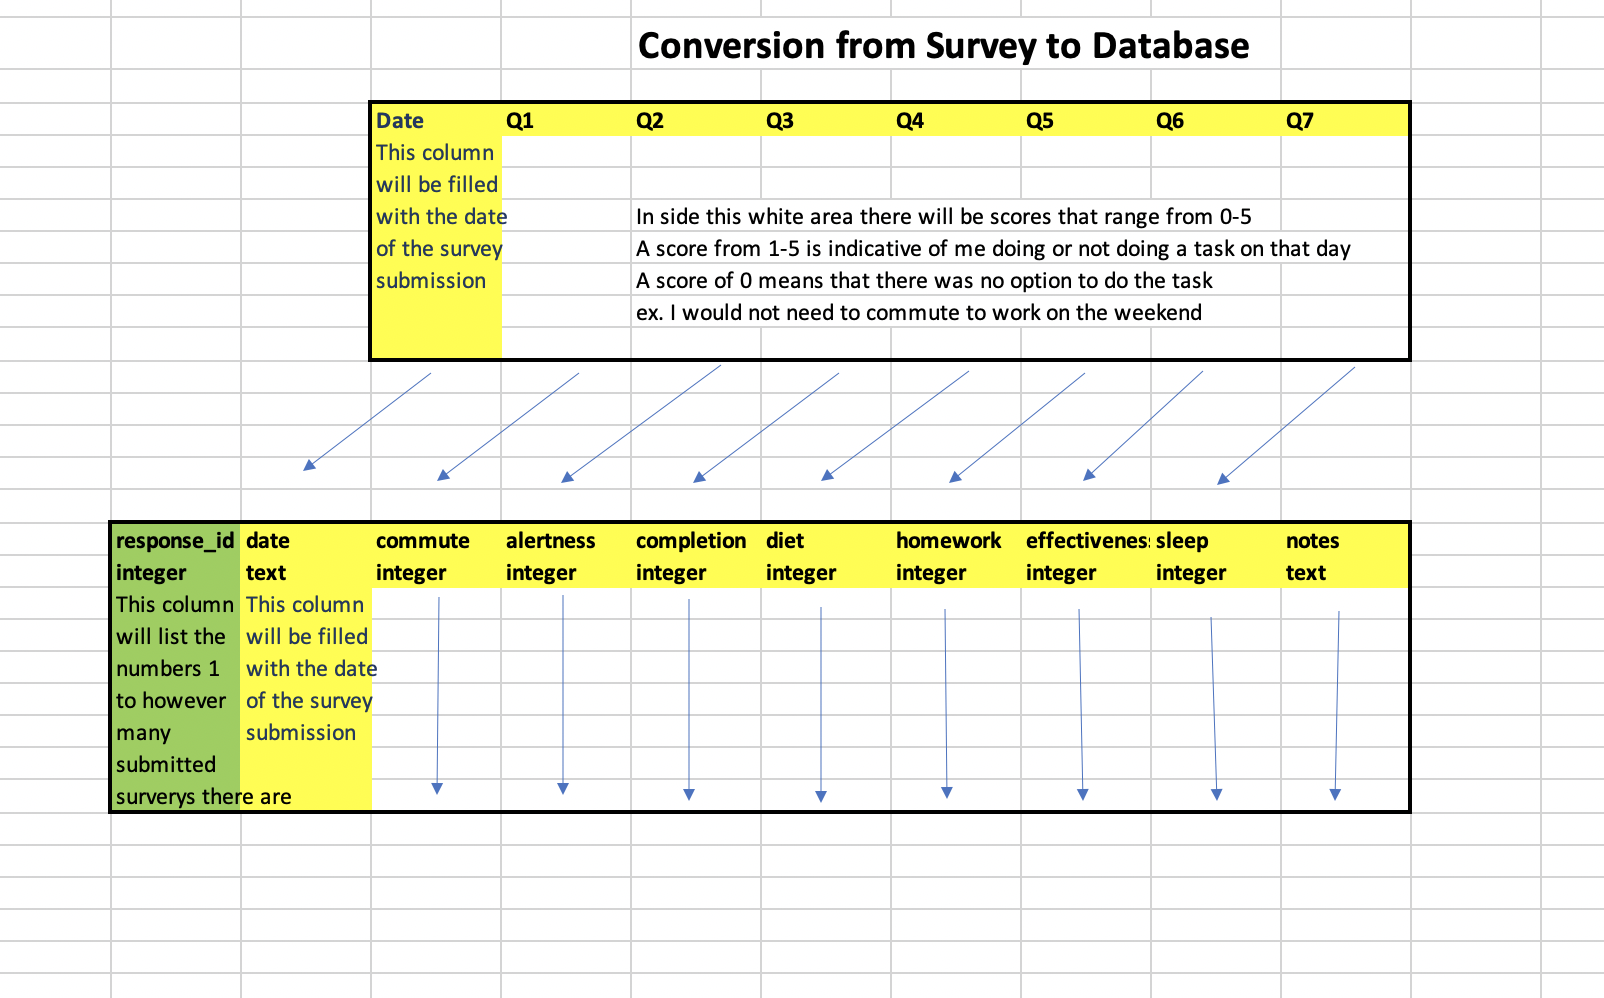 Conversion from Survey to Database
Date Q1 Q2 Q3 Q4 Q5 Q6 Q7
This column
will be filled
with the date
of the survey
submission
In side this white area there will be scores that range from 0-5
A score from 1-5 is indicative of me doing or not doing a task on that day
A score of 0 means that there was no option to do the task
ex. I would not need to commute to work on the weekend
response_id date commute alertness completion diet homework effectivenes sleep notes
integer text integer integer integer integer integer integer integer text
This column
will list the
numbers 1
to however
many
submitted
surverys there are
This column
will be filled
with the date
of the survey
submission